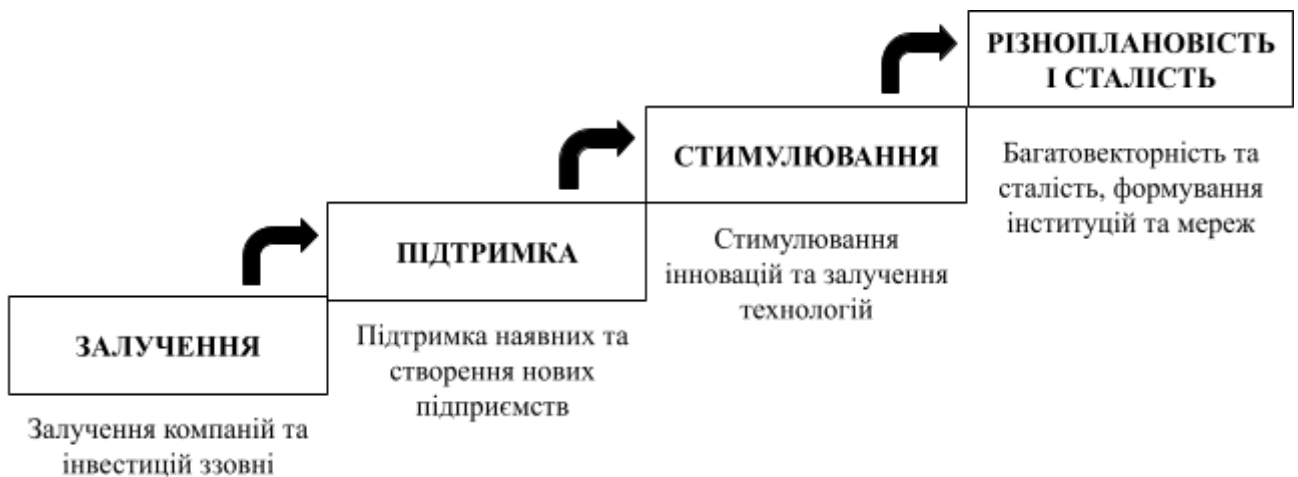 ЗАЛУЧЕННЯ
Залучення компаній та
інвестицій ззовні
ПІДТРИМКА
Підтримка наявних та
створення нових
підприємств
СТИМУЛЮВАННЯ
Стимулювання
інновацій та залучення
технологій
РІЗНОПЛАНОВІСТЬ
І СТАЛІСТЬ
Багатовекторність та
сталість, формування
інституцій та мереж